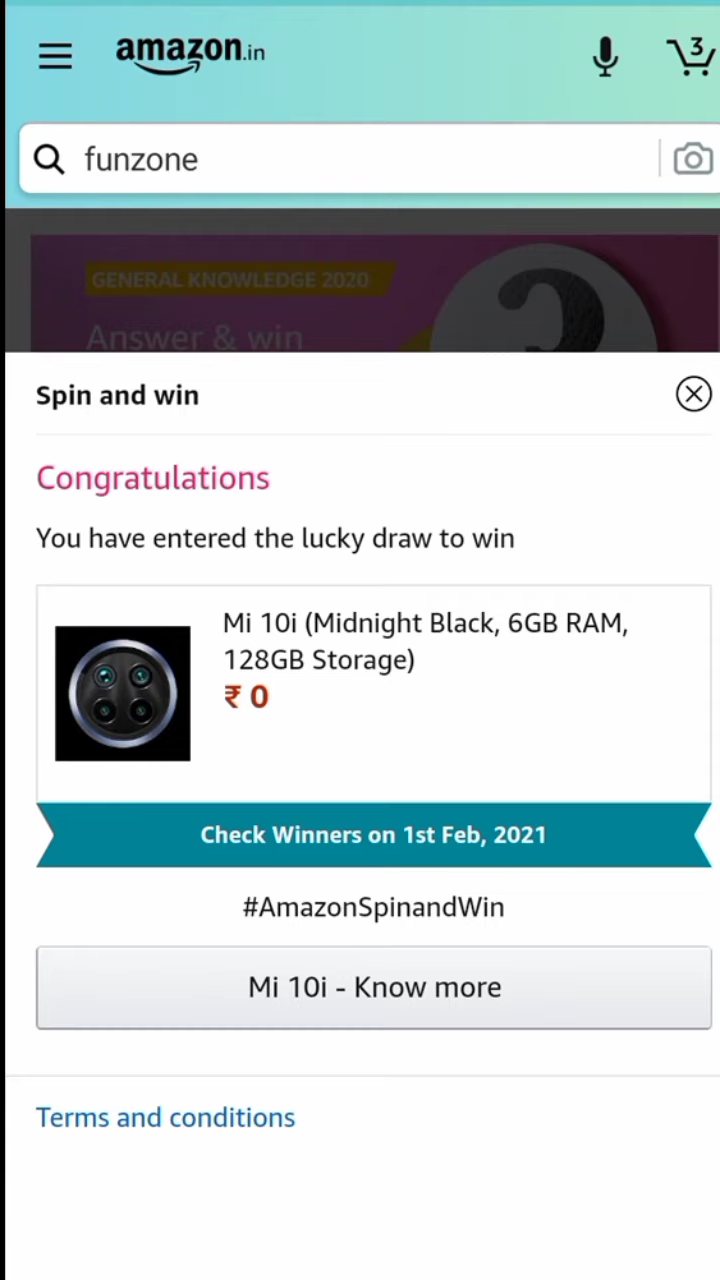 amazon.in
3
funzone
GENERAL KNOWLEDGE 2020
Answer & win
Spin and win
Congratulations
You have entered the lucky draw to win
Mi 10i (Midnight Black, 6GB RAM,
128GB Storage)
₹ 0
Check Winners on 1st Feb, 2021
#AmazonSpinandWin
Mi 10i - Know more
Terms and conditions